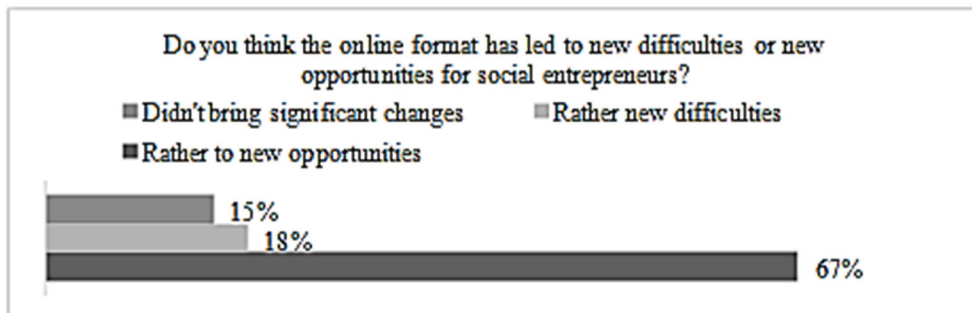 Do you think the online format has led to new difficulties or new
opportunities for social entrepreneurs?
Didn't bring significant changes
Rather new difficulties
Rather to new opportunities
15%
18%
67%